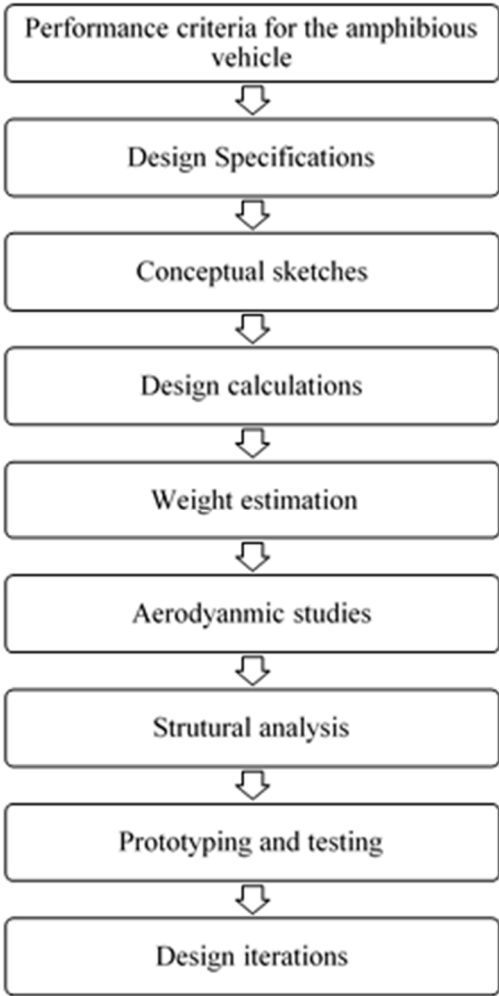 Performance criteria for the amphibious
vehicle
Design Specifications
Conceptual sketches
Design calculations
Weight estimation
Aerodyanmic studies
Strutural analysis
Prototyping and testing
Design iterations